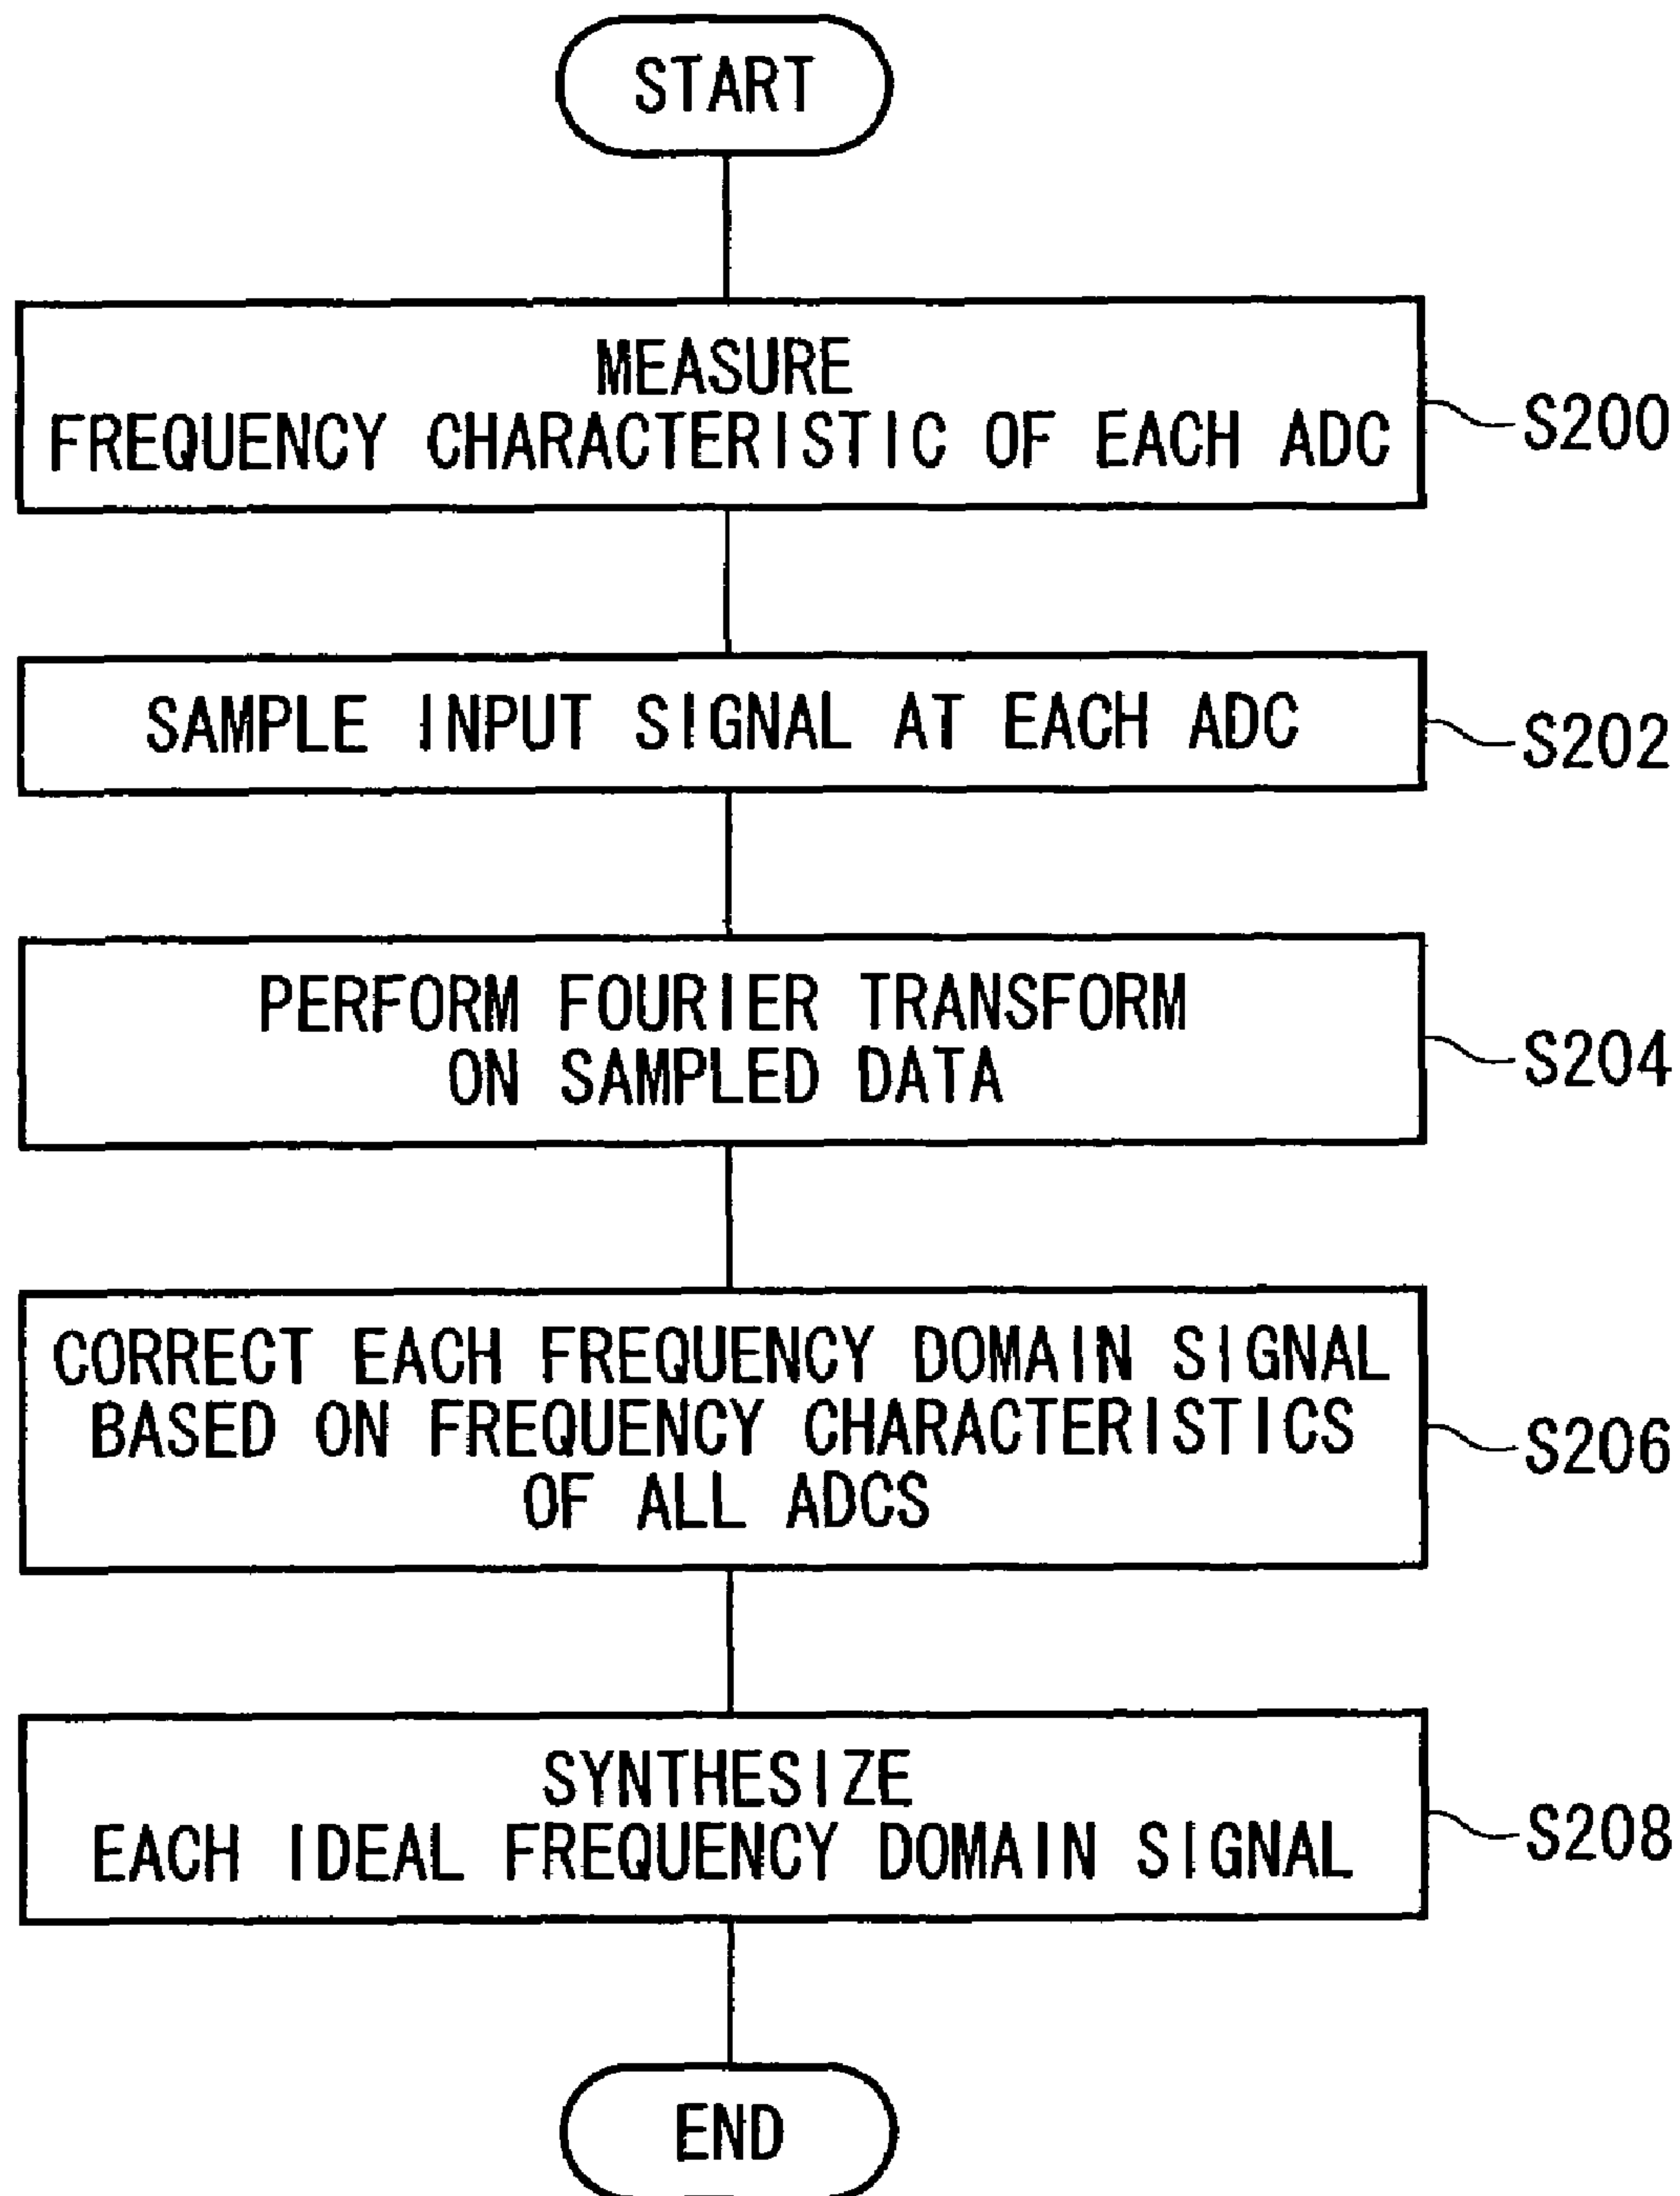 START
MEASURE
FREQUENCY CHARACTERISTIC OF EACH ADC
S200
SAMPLE INPUT SIGNAL AT EACH ADC
S202
PERFORM FOURIER TRANSFORM
ON SAMPLED DATA
S204
CORRECT EACH FREQUENCY DOMAIN SIGNAL
BASED ON FREQUENCY CHARACTERISTICS
OF ALL ADCS
S206
SYNTHESIZE
EACH IDEAL FREQUENCY DOMAIN SIGNAL
S208
END